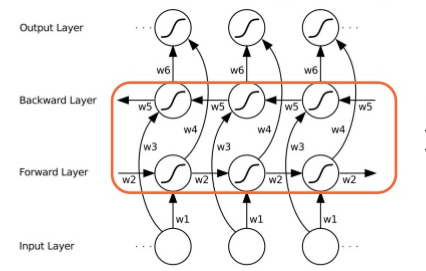 Output Layer
w6 w6 w6
Backward Layer
w5 w5 w5 w5
w4 w4 w4
w3 w3 w3
Forward Layer
w2 w2 w2 w2
w1 w1 w1
Input Layer